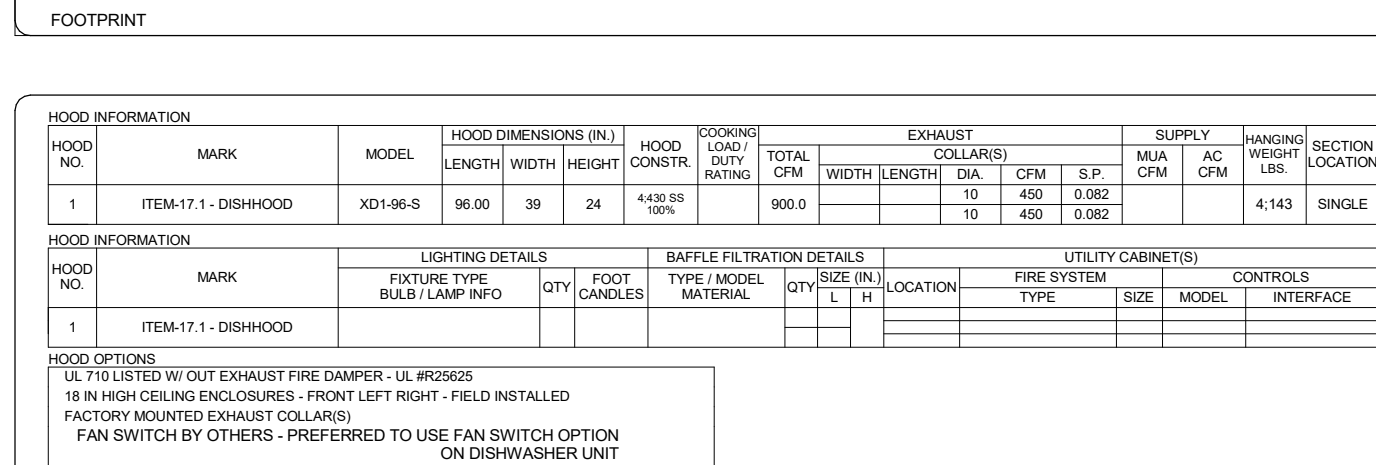 FOOTPRINT
HOOD INFORMATION
HOOD NO. MARK MODEL HOOD DIMENSIONS (IN.) LENGTH WIDTH HEIGHT HOOD CONSTR. COOKING LOAD / DUTY RATING EXHAUST TOTAL CFM COLLAR(S) WIDTH LENGTH DIA. CFM S.P. SUPPLY MUA CFM AC CFM HANGING WEIGHT LBS. SECTION LOCATION
1 ITEM-17.1 - DISHHOOD XD1-96-S 96.00 39 24 4;430 SS 100% 900.0 10 450 0.082 4;143 SINGLE
10 450 0.082
HOOD INFORMATION
HOOD NO. MARK LIGHTING DETAILS FIXTURE TYPE BULB / LAMP INFO QTY FOOT CANDLES BAFFLE FILTRATION DETAILS TYPE / MODEL MATERIAL QTY SIZE (IN.) L H UTILITY CABINET(S) LOCATION FIRE SYSTEM TYPE SIZE CONTROLS MODEL INTERFACE
1 ITEM-17.1 - DISHHOOD
HOOD OPTIONS
UL 710 LISTED W/ OUT EXHAUST FIRE DAMPER - UL #R25625
18 IN HIGH CEILING ENCLOSURES - FRONT LEFT RIGHT - FIELD INSTALLED
FACTORY MOUNTED EXHAUST COLLAR(S)
FAN SWITCH BY OTHERS - PREFERRED TO USE FAN SWITCH OPTION
ON DISHWASHER UNIT